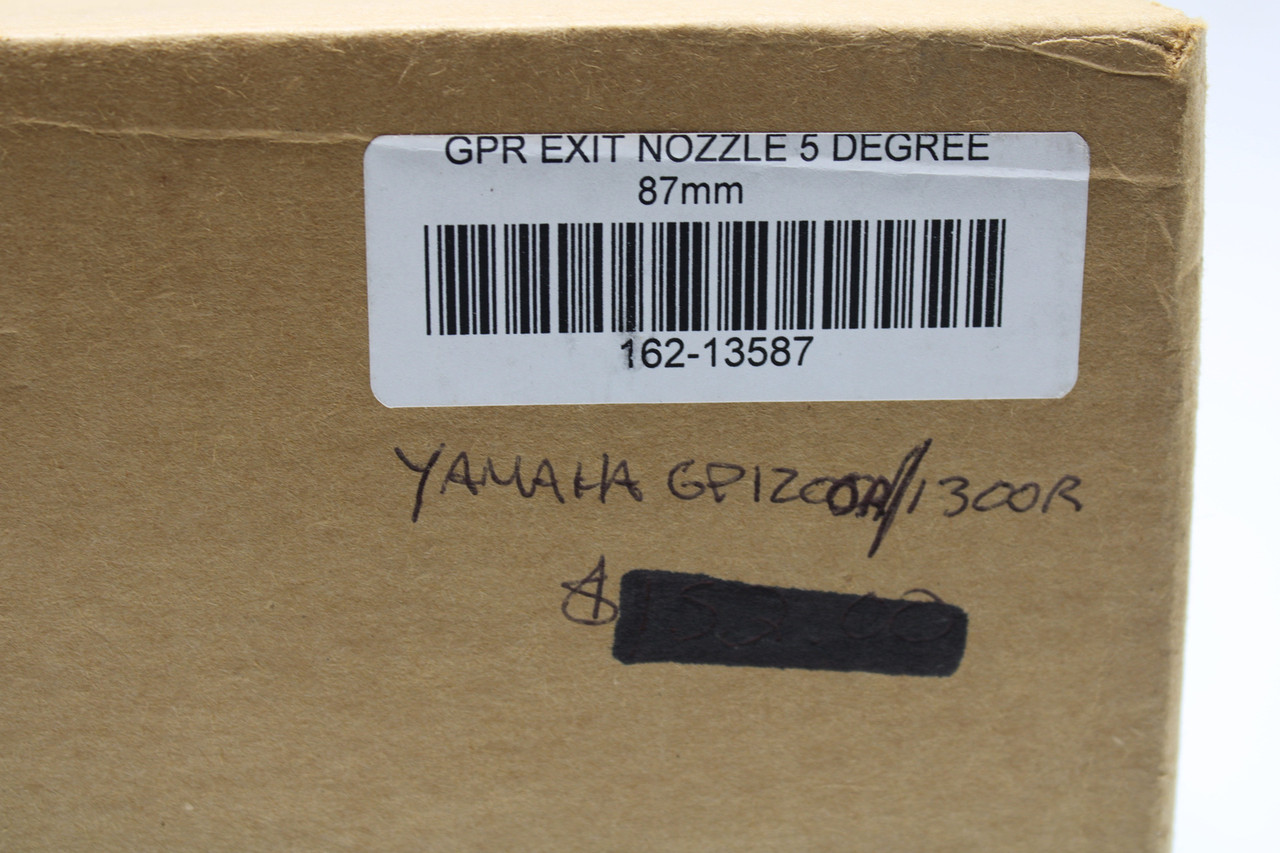 GPR EXIT NOZZLE 5 DEGREE
87mm
162-13587
YAMAHA GP1200R/1300R
$